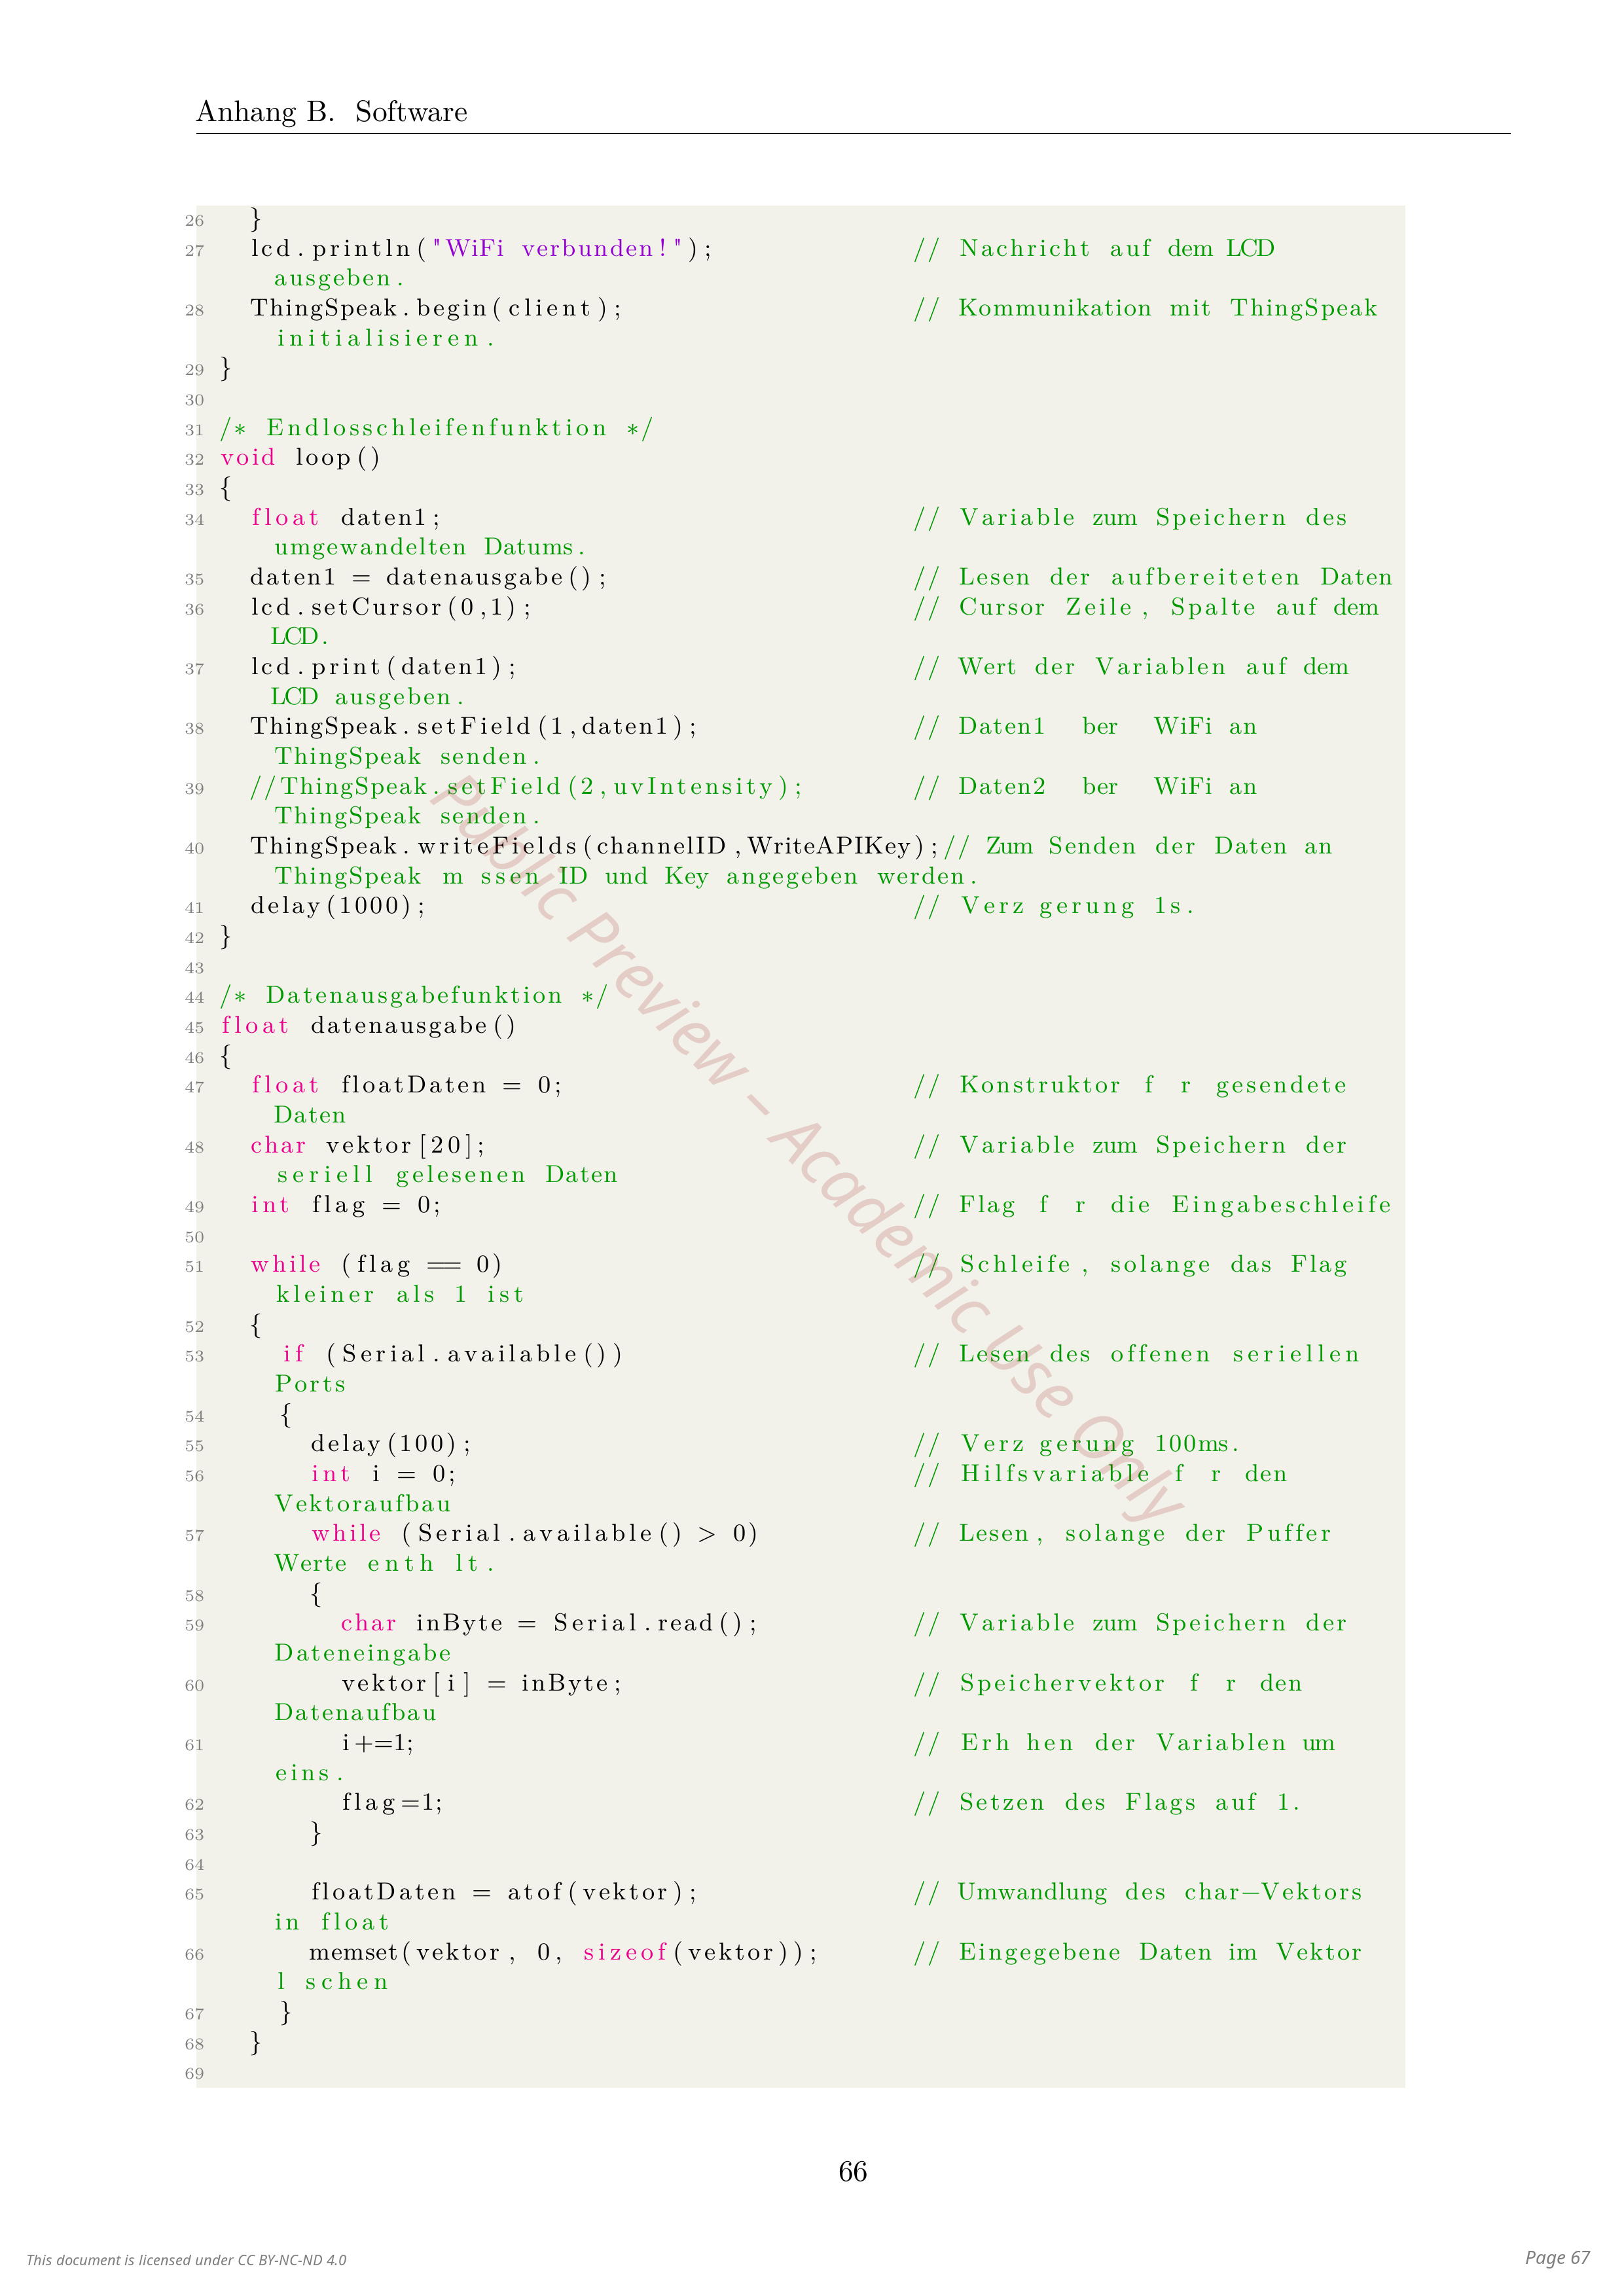 Anhang B. Software
26 }
27 lcd.println("WiFi verbunden!"); // Nachricht auf dem LCD
ausgeben.
28 ThingSpeak.begin(client); // Kommunikation mit ThingSpeak
initialisieren.
29 }
30
31 /* Endlosschleifenfunktion */
32 void loop()
33 {
34 float daten1; // Variable zum Speichern des
umgewandelten Datums.
35 daten1 = datenausgabe(); // Lesen der aufbereiteten Daten
36 lcd.setCursor(0,1); // Cursor Zeile, Spalte auf dem
LCD.
37 lcd.print(daten1); // Wert der Variablen auf dem
LCD ausgeben.
38 ThingSpeak.setField(1,daten1); // Daten1 ber WiFi an
ThingSpeak senden.
39 //ThingSpeak.setField(2,uvIntensity); // Daten2 ber WiFi an
ThingSpeak senden.
40 ThingSpeak.writeFields(channelID,WriteAPIKey);// Zum Senden der Daten an
ThingSpeak m ssen ID und Key angegeben werden.
41 delay(1000); // Verz gerung 1s.
42 }
43
44 /* Datenausgabefunktion */
45 float datenausgabe()
46 {
47 float floatDaten = 0; // Konstruktor f r gesendete
Daten
48 char vektor[20]; // Variable zum Speichern der
seriell gelesenen Daten
49 int flag = 0; // Flag f r die Eingabeschleife
50
51 while (flag == 0) // Schleife, solange das Flag
kleiner als 1 ist
52 {
53 if (Serial.available()) // Lesen des offenen seriellen
Ports
54 {
55 delay(100); // Verz gerung 100ms.
56 int i = 0; // Hilfsvariable f r den
Vektoraufbau
57 while (Serial.available() > 0) // Lesen, solange der Puffer
Werte enth lt.
58 {
59 char inByte = Serial.read(); // Variable zum Speichern der
Dateneingabe
60 vektor[i] = inByte; // Speichervektor f r den
Datenaufbau
61 i+=1; // Erh hen der Variablen um
eins.
62 flag=1; // Setzen des Flags auf 1.
63 }
64
65 floatDaten = atof(vektor); // Umwandlung des char−Vektors
in float
66 memset(vektor, 0, sizeof(vektor)); // Eingegebene Daten im Vektor
l schen
67 }
68 }
69
Public Preview – Academic Use Only
66
This document is licensed under CC BY-NC-ND 4.0
Page 67